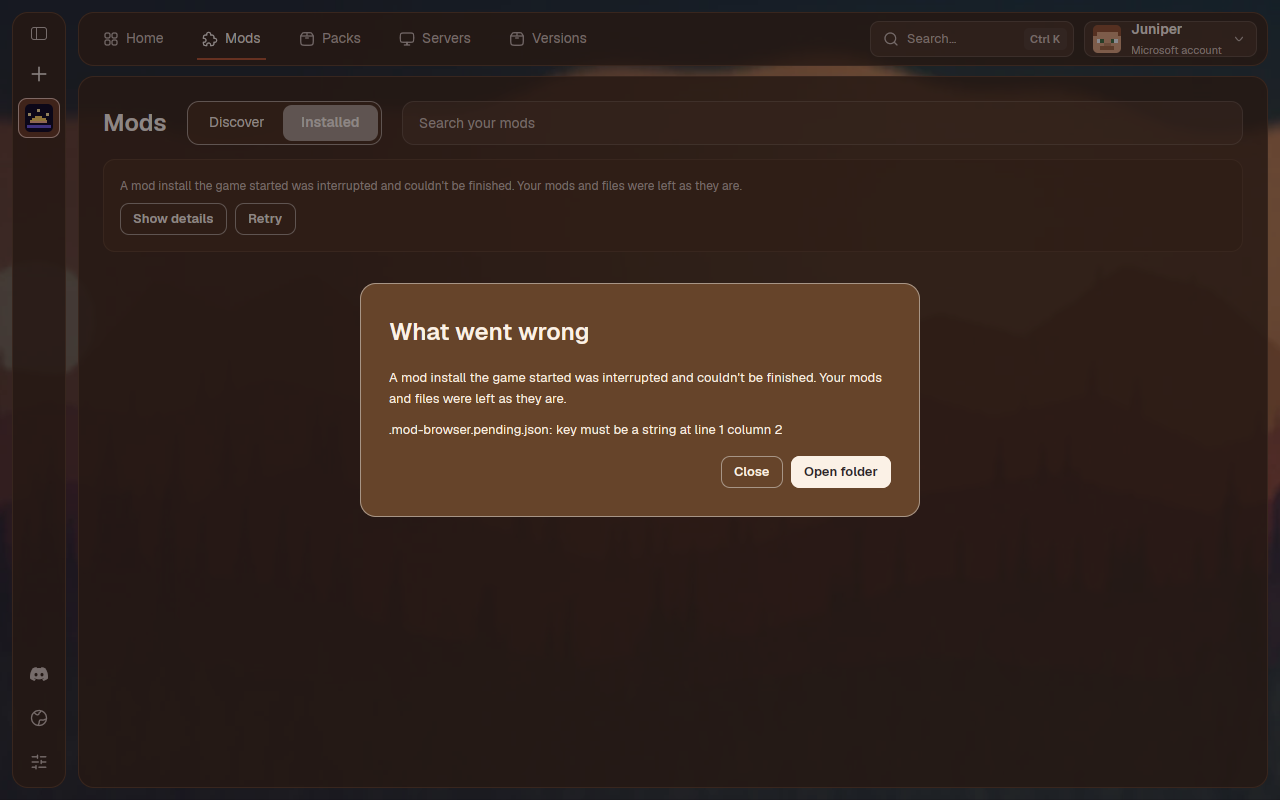 Home
Mods
Packs
Servers
Versions
Search...
Ctrl K
Juniper
Microsoft account
Mods
Discover
Installed
Search your mods
A mod install the game started was interrupted and couldn't be finished. Your mods and files were left as they are.
Show details
Retry
What went wrong
A mod install the game started was interrupted and couldn't be finished. Your mods
and files were left as they are.
.mod-browser.pending.json: key must be a string at line 1 column 2
Close
Open folder